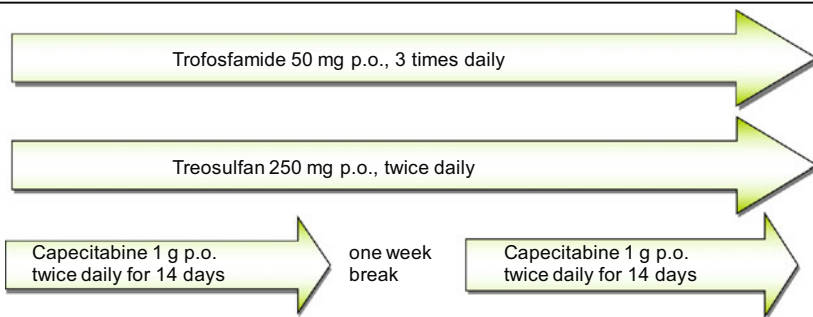 Trofosfamide 50 mg p.o., 3 times daily
Treosulfan 250 mg p.o., twice daily
Capecitabine 1 g p.o.
twice daily for 14 days
one week
break
Capecitabine 1 g p.o.
twice daily for 14 days